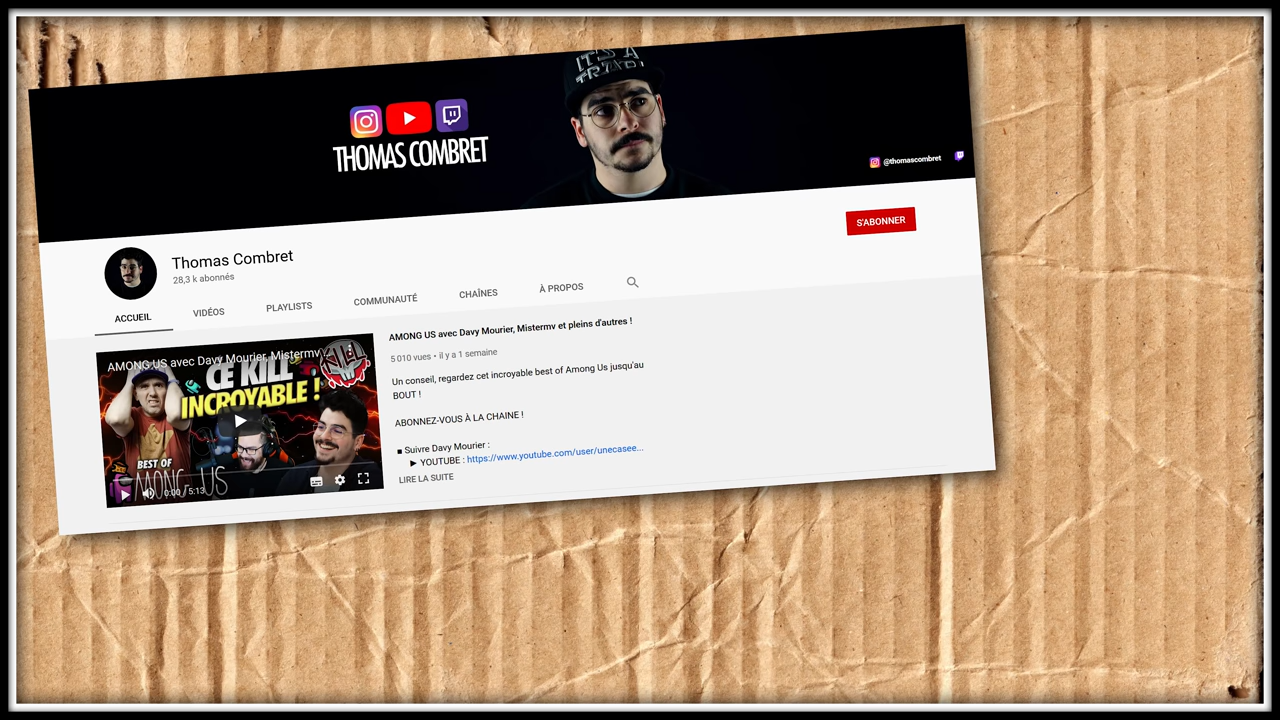 IT'S A
TRAP!
THOMAS COMBRET
@thomascombret
S'ABONNER
Thomas Combret
28,3 k abonnés
ACCUEIL
VIDÉOS
PLAYLISTS
COMMUNAUTÉ
CHAÎNES
À PROPOS
AMONG US avec Davy Mourier, Mistermv
CE KILL
INCROYABLE !
KILL
BEST OF
AMONG US
0:00 / 5:13
AMONG US avec Davy Mourier, Mistermv et pleins d'autres !
5 010 vues • il y a 1 semaine
Un conseil, regardez cet incroyable best of Among Us jusqu'au
BOUT !
ABONNEZ-VOUS À LA CHAINE !
■ Suivre Davy Mourier :
► YOUTUBE : https://www.youtube.com/user/unecasee...
LIRE LA SUITE